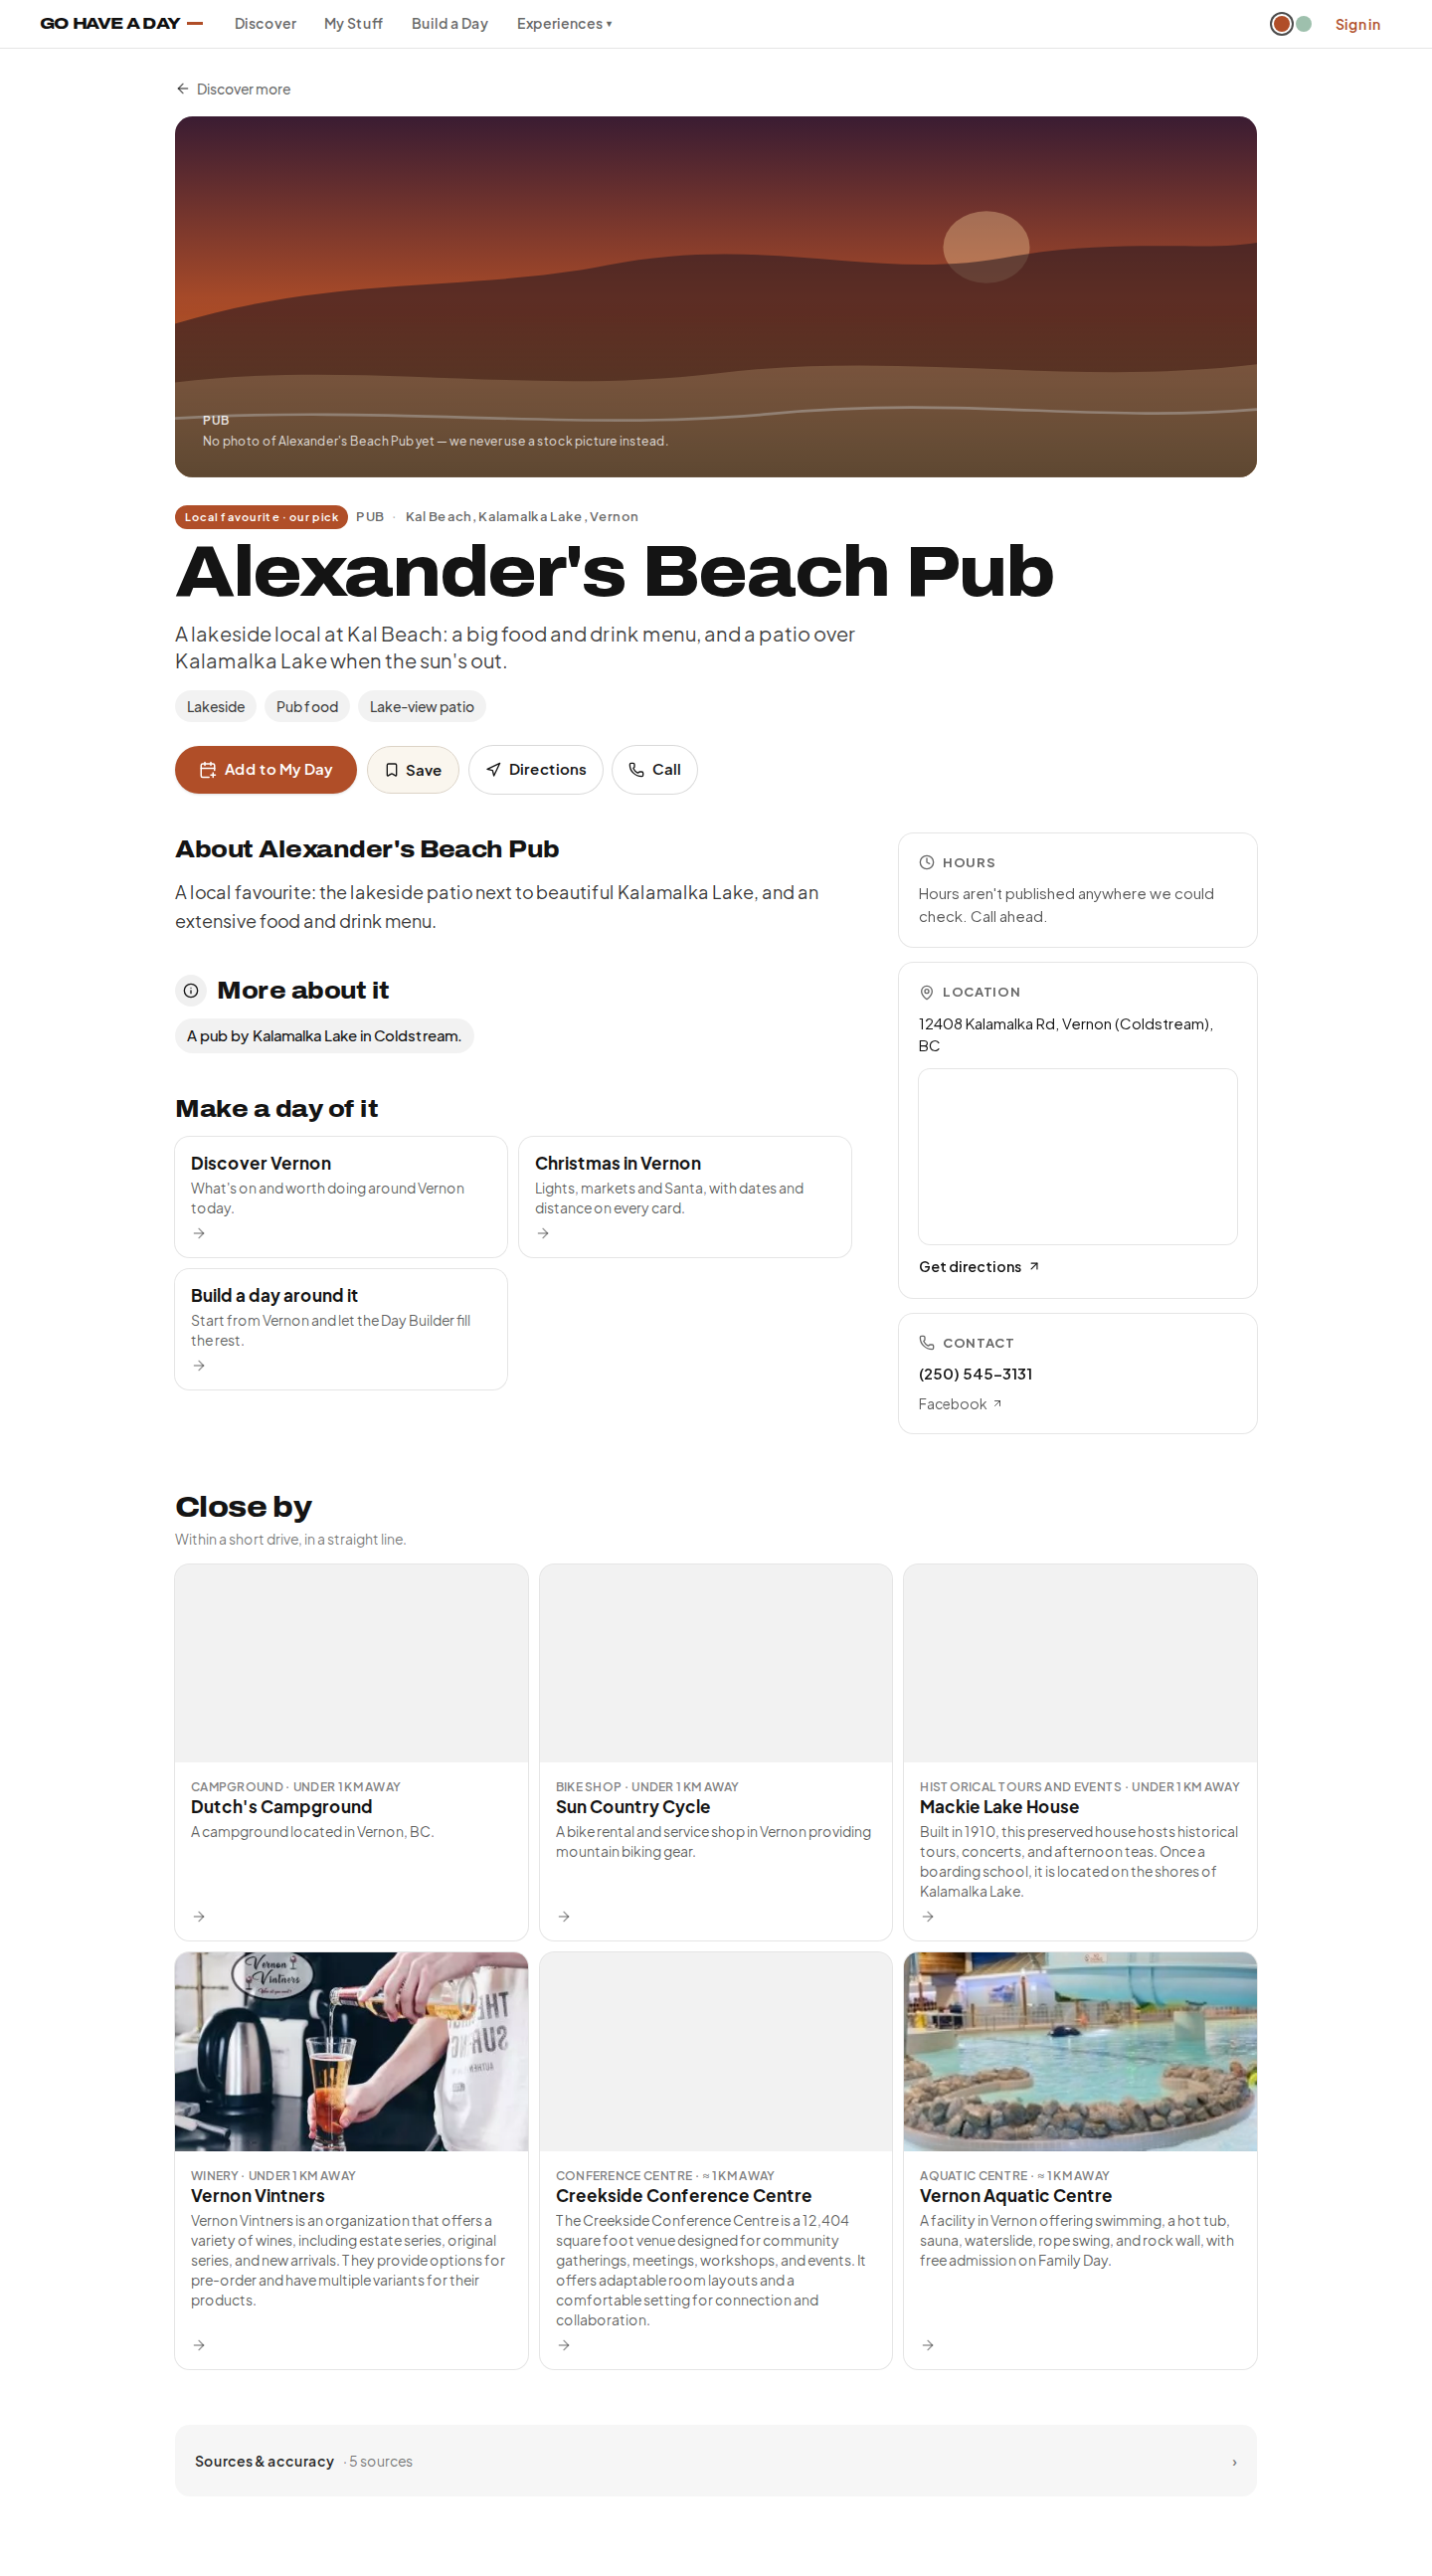 GO HAVE A DAY
Discover
My Stuff
Build a Day
Experiences ▾
Sign in
← Discover more
PUB
No photo of Alexander's Beach Pub yet — we never use a stock picture instead.
Local favourite · our pick
PUB · Kal Beach, Kalamalka Lake, Vernon
Alexander's Beach Pub
A lakeside local at Kal Beach: a big food and drink menu, and a patio over
Kalamalka Lake when the sun's out.
Lakeside
Pub food
Lake-view patio
Add to My Day
Save
Directions
Call
About Alexander's Beach Pub
A local favourite: the lakeside patio next to beautiful Kalamalka Lake, and an
extensive food and drink menu.
More about it
A pub by Kalamalka Lake in Coldstream.
Make a day of it
Discover Vernon
What's on and worth doing around Vernon
today.
→
Christmas in Vernon
Lights, markets and Santa, with dates and
distance on every card.
→
Build a day around it
Start from Vernon and let the Day Builder fill
the rest.
→
HOURS
Hours aren't published anywhere we could
check. Call ahead.
LOCATION
12408 Kalamalka Rd, Vernon (Coldstream),
BC
Get directions ↗
CONTACT
(250) 545-3131
Facebook ↗
Close by
Within a short drive, in a straight line.
CAMPGROUND · UNDER 1 KM AWAY
Dutch's Campground
A campground located in Vernon, BC.
→
BIKE SHOP · UNDER 1 KM AWAY
Sun Country Cycle
A bike rental and service shop in Vernon providing
mountain biking gear.
→
HISTORICAL TOURS AND EVENTS · UNDER 1 KM AWAY
Mackie Lake House
Built in 1910, this preserved house hosts historical
tours, concerts, and afternoon teas. Once a
boarding school, it is located on the shores of
Kalamalka Lake.
→
Vernon
Vintners
WINERY · UNDER 1 KM AWAY
Vernon Vintners
Vernon Vintners is an organization that offers a
variety of wines, including estate series, original
series, and new arrivals. They provide options for
pre-order and have multiple variants for their
products.
→
CONFERENCE CENTRE · ≈ 1 KM AWAY
Creekside Conference Centre
The Creekside Conference Centre is a 12,404
square foot venue designed for community
gatherings, meetings, workshops, and events. It
offers adaptable room layouts and a
comfortable setting for connection and
collaboration.
→
AQUATIC CENTRE · ≈ 1 KM AWAY
Vernon Aquatic Centre
A facility in Vernon offering swimming, a hot tub,
sauna, waterslide, rope swing, and rock wall, with
free admission on Family Day.
→
Sources & accuracy · 5 sources ›